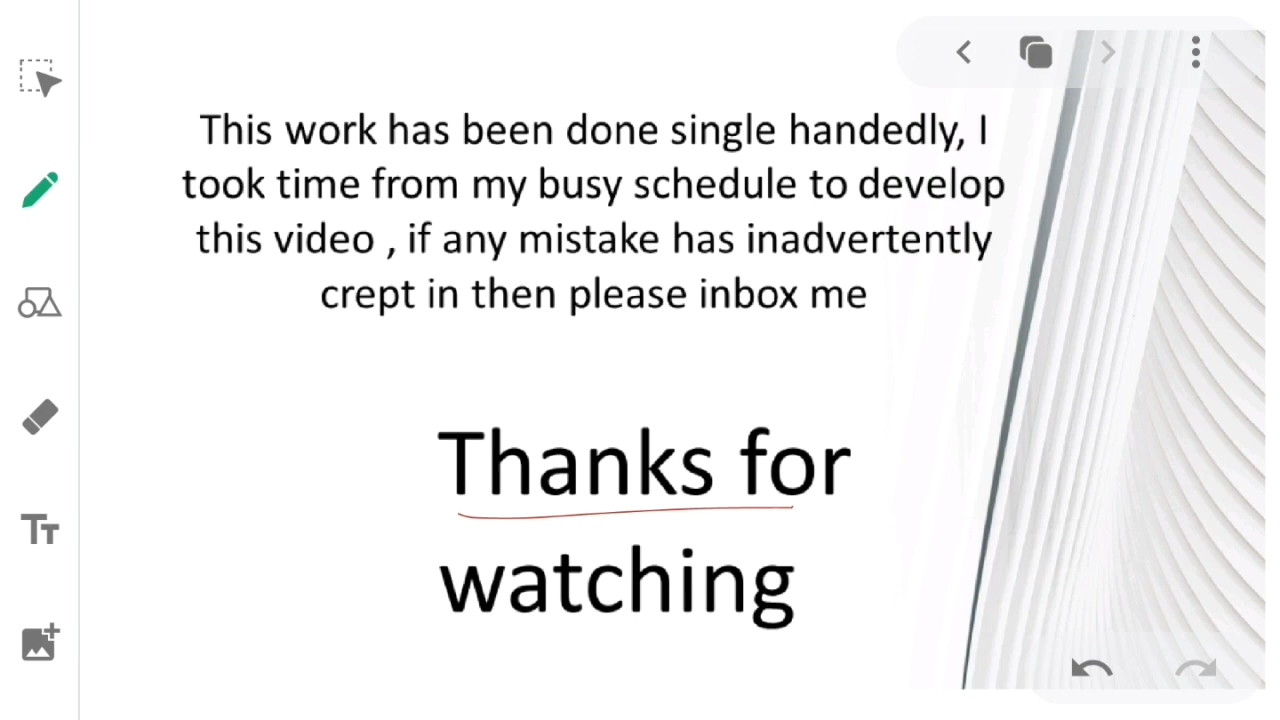 This work has been done single handedly, I
took time from my busy schedule to develop
this video , if any mistake has inadvertently
crept in then please inbox me
Thanks for
watching